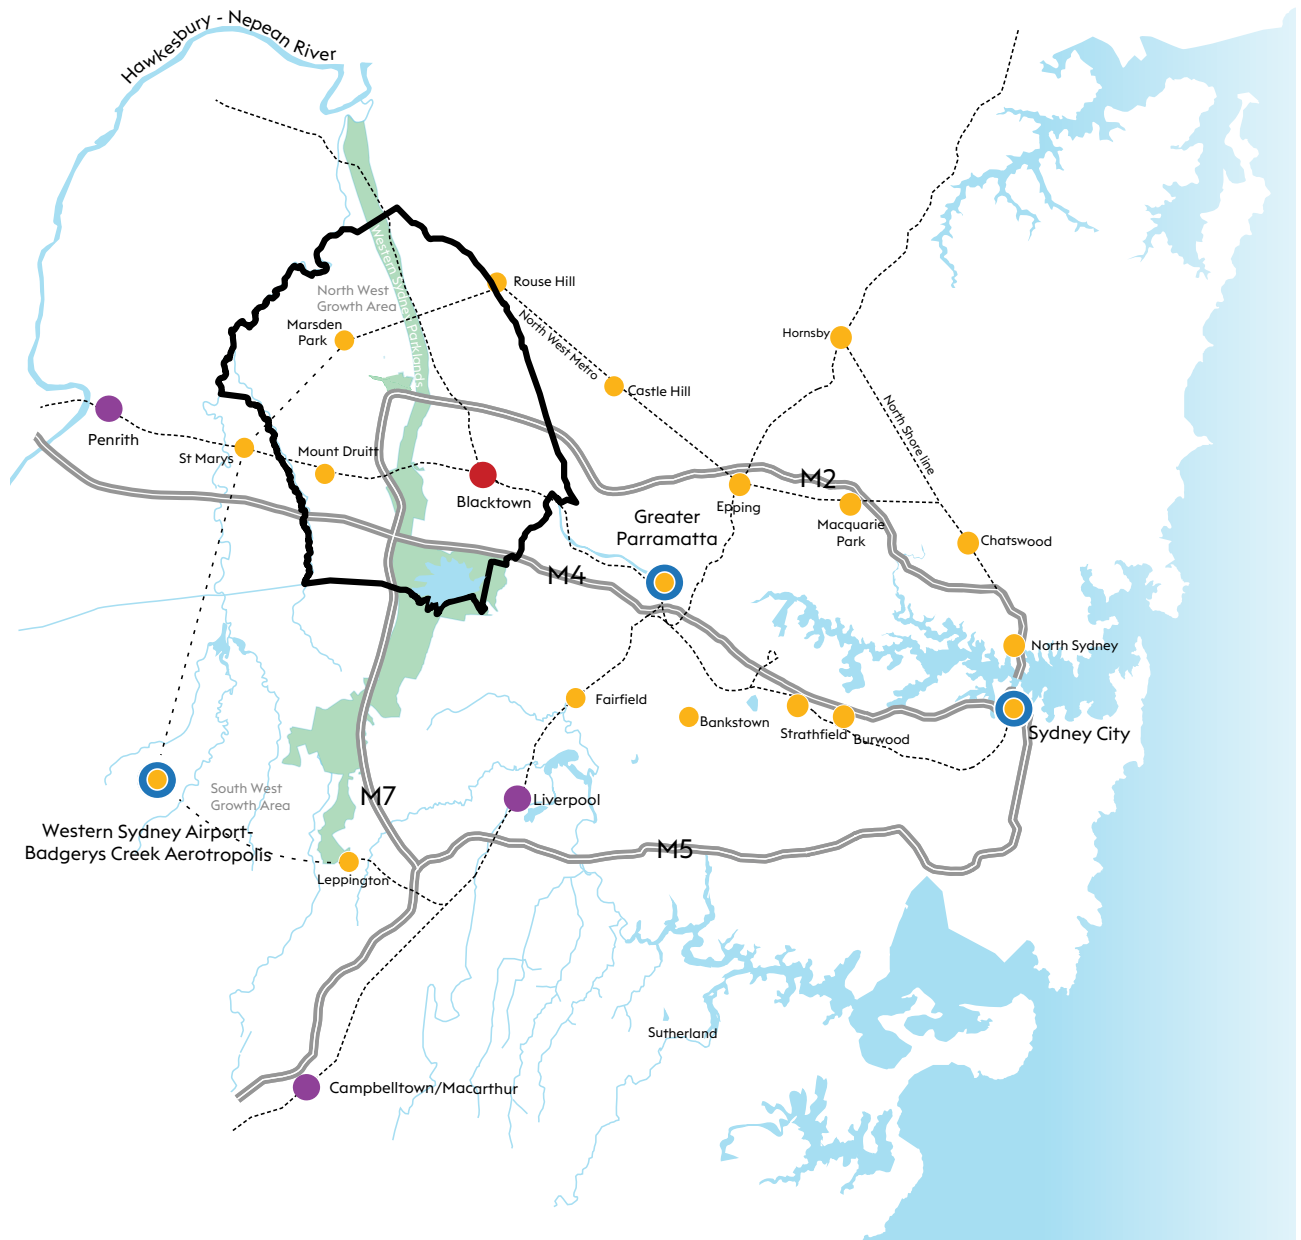 Hawkesbury - Nepean River
Western Sydney Parklands
North West
Growth Area
Rouse Hill
Marsden
Park
North West Metro
Hornsby
Castle Hill
North Shore line
Penrith
St Marys
Mount Druitt
Blacktown
M2
Epping
Macquarie
Park
Greater
Parramatta
Chatswood
M4
North Sydney
Fairfield
Bankstown
Strathfield
Burwood
Sydney City
South West
Growth Area
M7
Liverpool
Western Sydney Airport-
Badgerys Creek Aerotropolis
M5
Leppington
Sutherland
Campbelltown/Macarthur